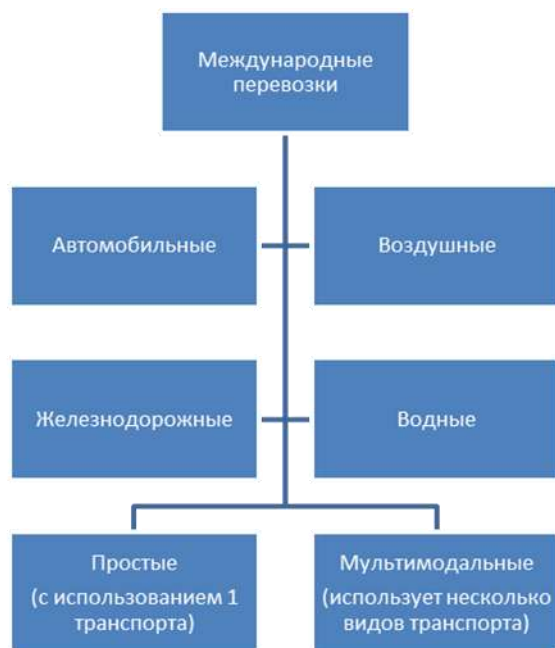 Международные
перевозки
Автомобильные
Воздушные
Железнодорожные
Водные
Простые
(с использованием 1
транспорта)
Мультимодальные
(использует несколько
видов транспорта)